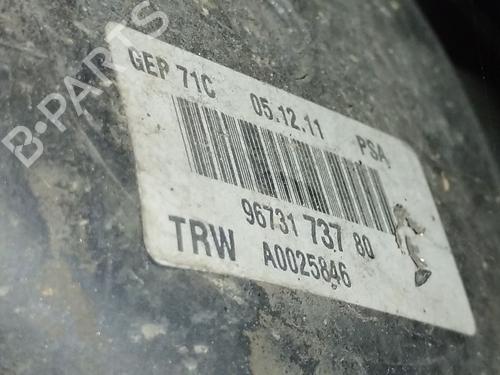 B-PARTS
GEP 71C 05.12.11 PSA
96731 737 80
TRW A0025846